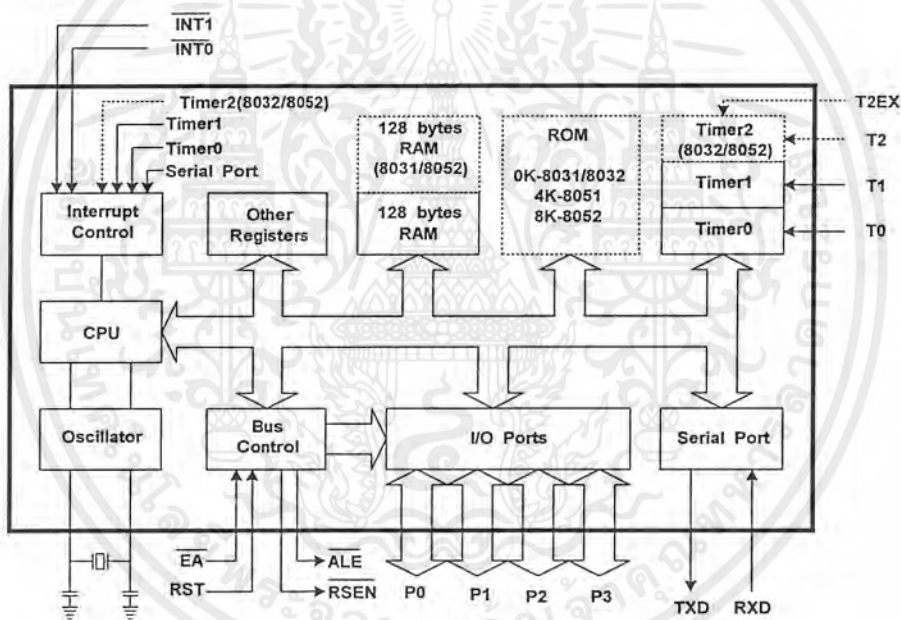 INT1
INT0
Timer2(8032/8052)
Timer1
Timer0
Serial Port
Interrupt
Control
Other
Registers
128 bytes
RAM
(8031/8052)
128 bytes
RAM
ROM
0K-8031/8032
4K-8051
8K-8052
Timer2
(8032/8052)
Timer1
Timer0
T2EX
T2
T1
T0
CPU
Oscillator
Bus
Control
I/O Ports
Serial Port
EA
RST
ALE
RSEN
P0
P1
P2
P3
TXD
RXD